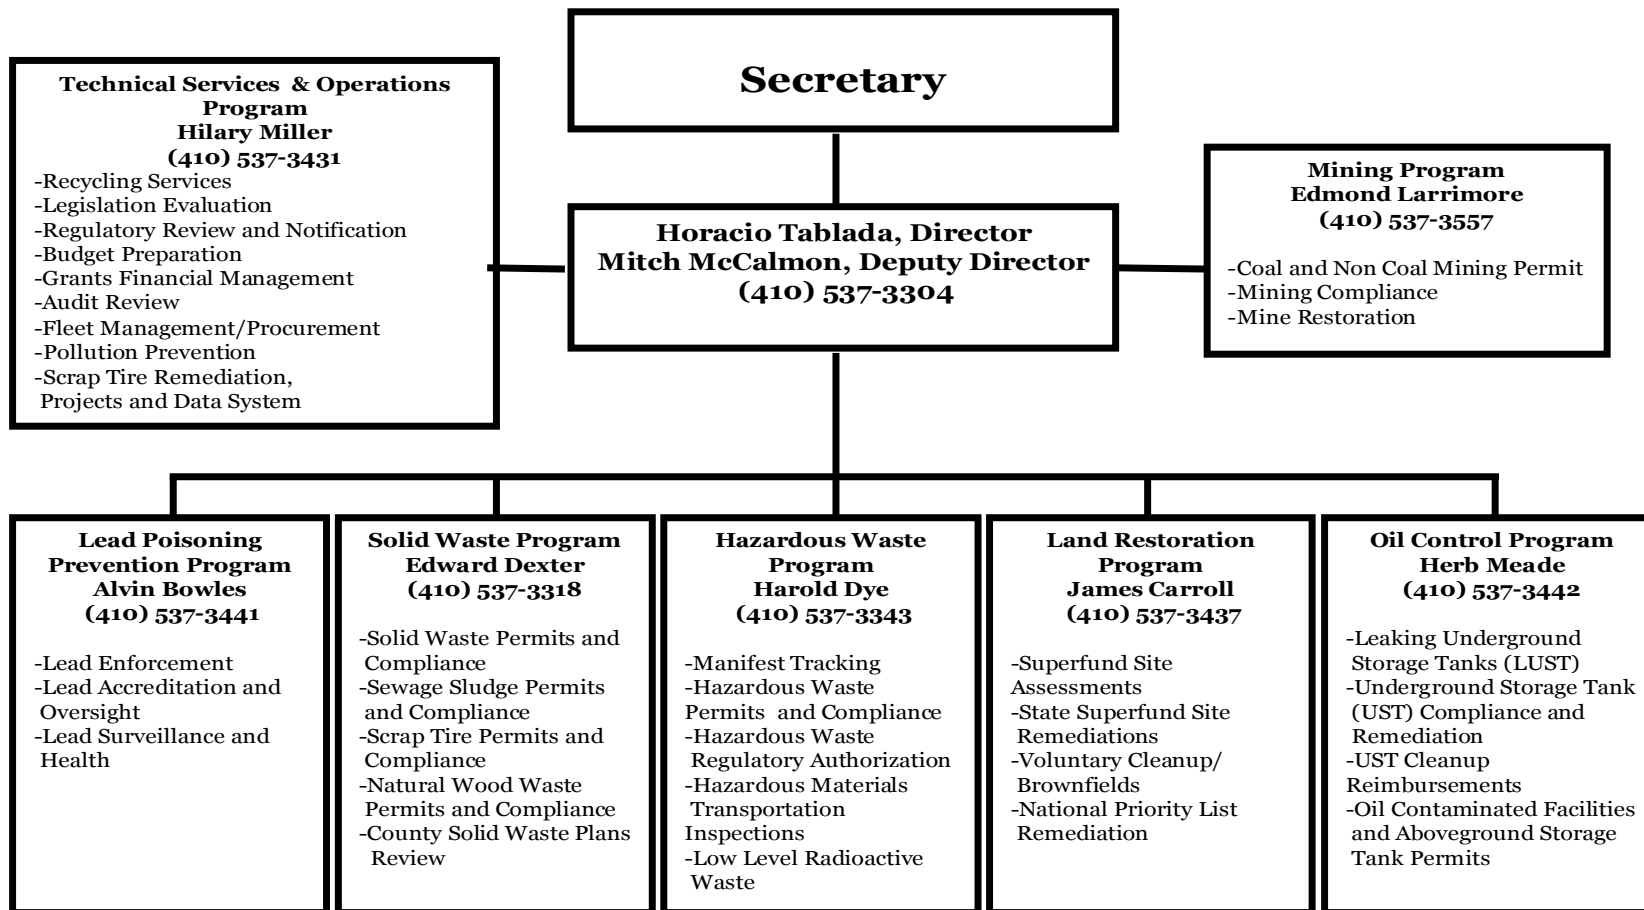 Secretary
Technical Services & Operations
Program
Hilary Miller
(410) 537-3431
-Recycling Services
-Legislation Evaluation
-Regulatory Review and Notification
-Budget Preparation
-Grants Financial Management
-Audit Review
-Fleet Management/Procurement
-Pollution Prevention
-Scrap Tire Remediation,
Projects and Data System
Horacio Tablada, Director
Mitch McCalmon, Deputy Director
(410) 537-3304
Mining Program
Edmond Larrimore
(410) 537-3557
-Coal and Non Coal Mining Permit
-Mining Compliance
-Mine Restoration
Lead Poisoning
Prevention Program
Alvin Bowles
(410) 537-3441
-Lead Enforcement
-Lead Accreditation and
Oversight
-Lead Surveillance and
Health
Solid Waste Program
Edward Dexter
(410) 537-3318
-Solid Waste Permits and
Compliance
-Sewage Sludge Permits
and Compliance
-Scrap Tire Permits and
Compliance
-Natural Wood Waste
Permits and Compliance
-County Solid Waste Plans
Review
Hazardous Waste
Program
Harold Dye
(410) 537-3343
-Manifest Tracking
-Hazardous Waste
Permits and Compliance
-Hazardous Waste
Regulatory Authorization
-Hazardous Materials
Transportation
Inspections
-Low Level Radioactive
Waste
Land Restoration
Program
James Carroll
(410) 537-3437
-Superfund Site
Assessments
-State Superfund Site
Remediations
-Voluntary Cleanup/
Brownfields
-National Priority List
Remediation
Oil Control Program
Herb Meade
(410) 537-3442
-Leaking Underground
Storage Tanks (LUST)
-Underground Storage Tank
(UST) Compliance and
Remediation
-UST Cleanup
Reimbursements
-Oil Contaminated Facilities
and Aboveground Storage
Tank Permits